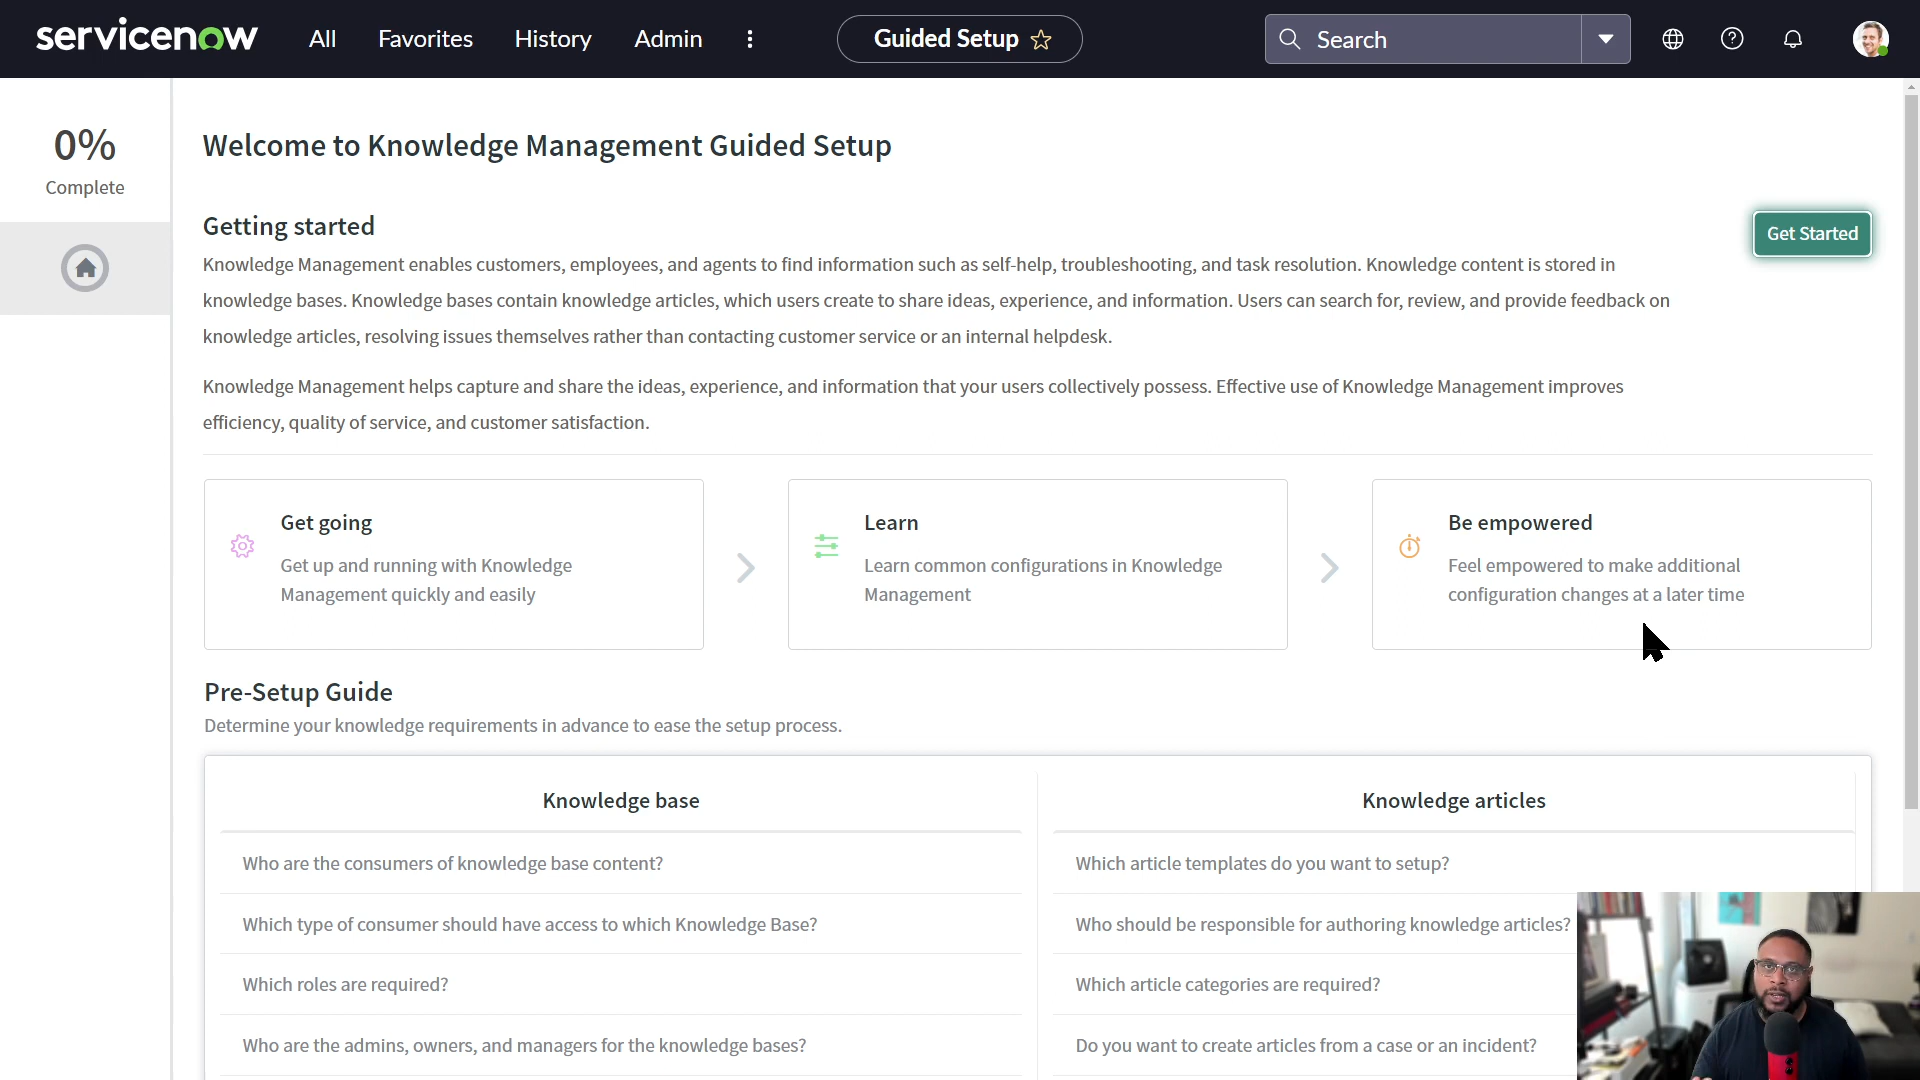 servicenow
All
Favorites
History
Admin
Guided Setup
Search
0%
Complete
Welcome to Knowledge Management Guided Setup
Getting started
Get Started
Knowledge Management enables customers, employees, and agents to find information such as self-help, troubleshooting, and task resolution. Knowledge content is stored in
knowledge bases. Knowledge bases contain knowledge articles, which users create to share ideas, experience, and information. Users can search for, review, and provide feedback on
knowledge articles, resolving issues themselves rather than contacting customer service or an internal helpdesk.
Knowledge Management helps capture and share the ideas, experience, and information that your users collectively possess. Effective use of Knowledge Management improves
efficiency, quality of service, and customer satisfaction.
Get going
Get up and running with Knowledge
Management quickly and easily
Learn
Learn common configurations in Knowledge
Management
Be empowered
Feel empowered to make additional
configuration changes at a later time
Pre-Setup Guide
Determine your knowledge requirements in advance to ease the setup process.
Knowledge base
Who are the consumers of knowledge base content?
Which type of consumer should have access to which Knowledge Base?
Which roles are required?
Who are the admins, owners, and managers for the knowledge bases?
Knowledge articles
Which article templates do you want to setup?
Who should be responsible for authoring knowledge articles?
Which article categories are required?
Do you want to create articles from a case or an incident?